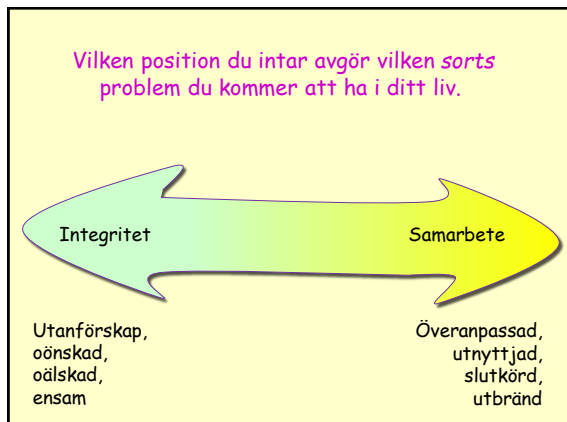 Vilken position du intar avgör vilken sorts
problem du kommer att ha i ditt liv.
Integritet
Samarbete
Utanförskap,
oönskad,
oälskad,
ensam
Överanpassad,
utnyttjad,
slutkörd,
utbränd